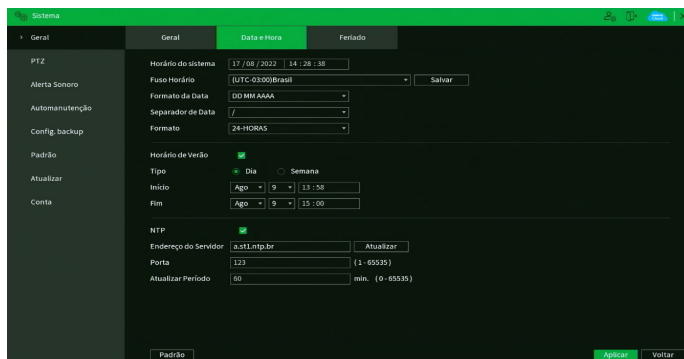 Sistema
Geral
PTZ
Alerta Sonoro
Automanutenção
Config. backup
Padrão
Atualizar
Conta
Geral Data e Hora Feriado
Horário do sistema 17 / 08 / 2022 14 : 28 : 38
Fuso Horário (UTC-03:00)Brasil Salvar
Formato da Data DD MM AAAA
Separador de Data /
Formato 24-HORAS
Horário de Verão
Tipo Dia Semana
Início Ago 9 13 : 58
Fim Ago 9 15 : 00
NTP
Endereço do Servidor a.st1.ntp.br Atualizar
Porta 123 (1 - 65535)
Atualizar Período 60 min. (0 - 65535)
Padrão Aplicar Voltar